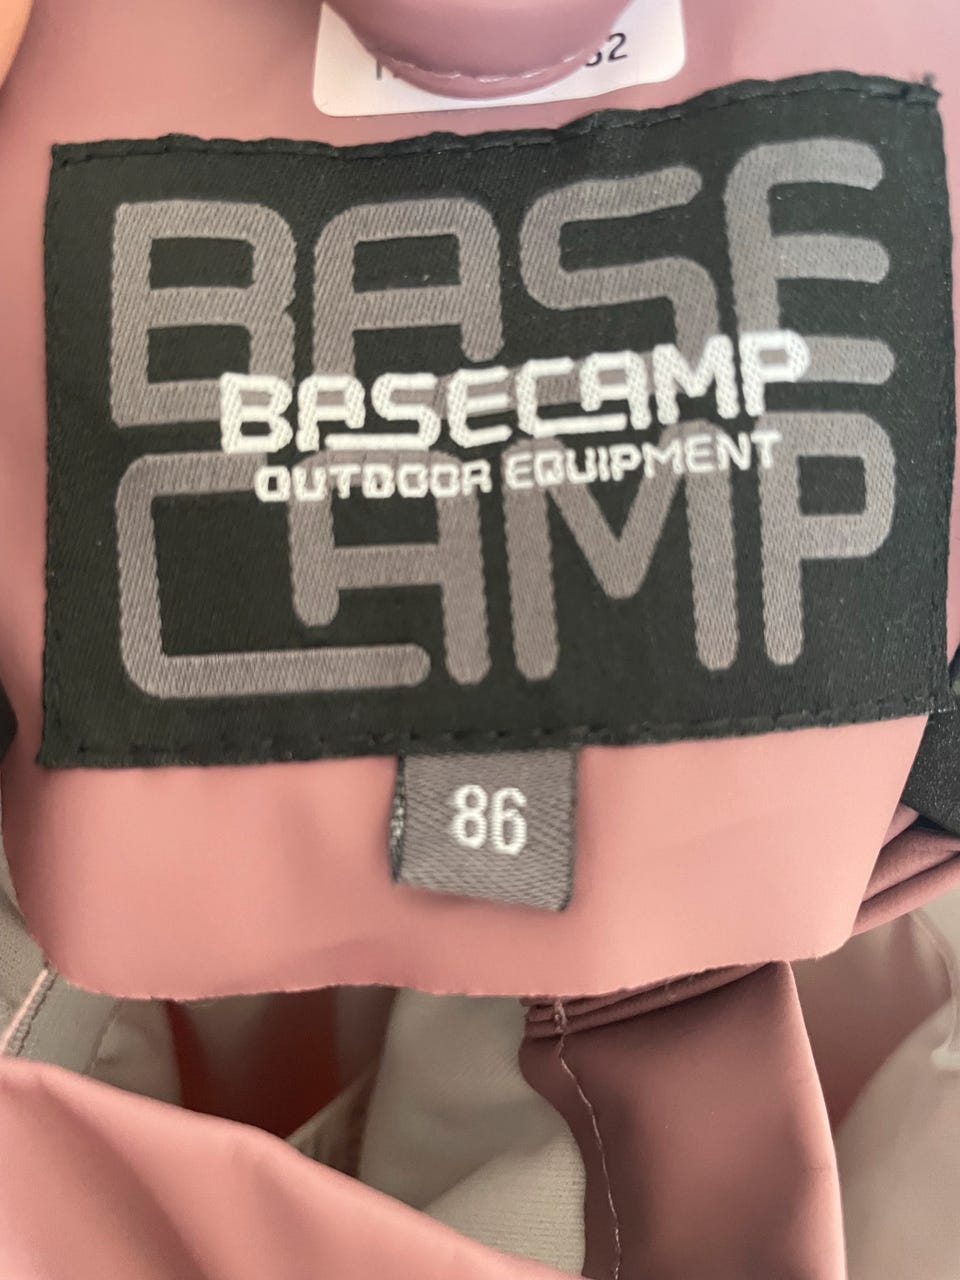 BASE
CAMP
BASECAMP
OUTDOOR EQUIPMENT
86